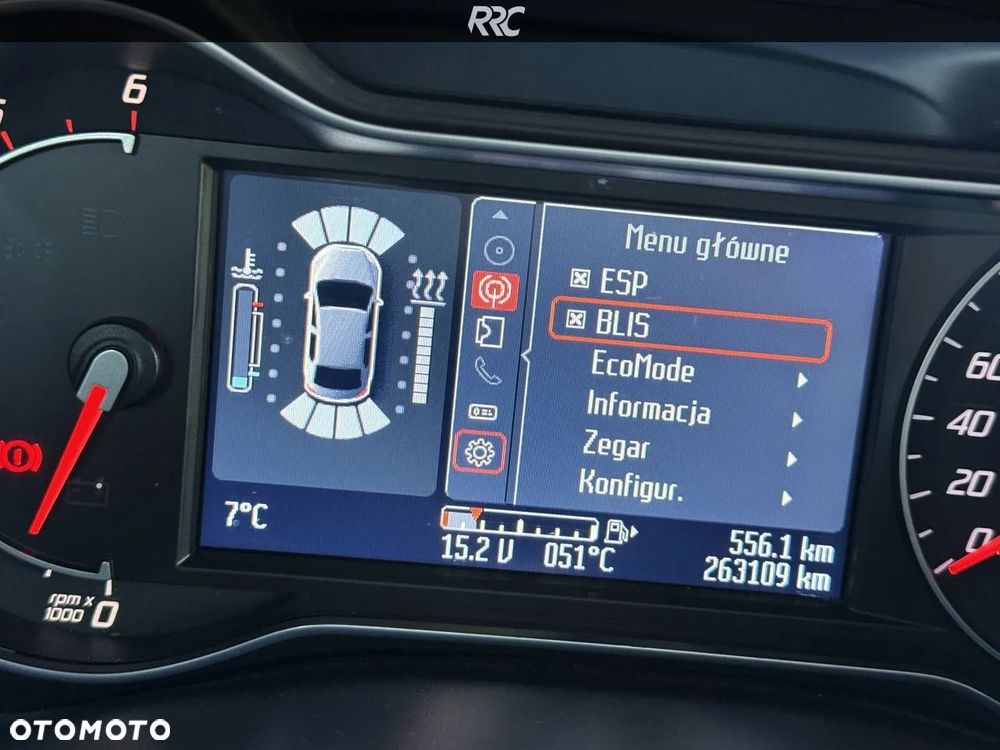 RRC
6
Menu główne
ESP
BLIS
EcoMode
Informacja
Zegar
Konfigur.
7°C
15.2 V 051°C
556.1 km
263109 km
rpm x
1000 0
60
40
20
0
OTOMOTO